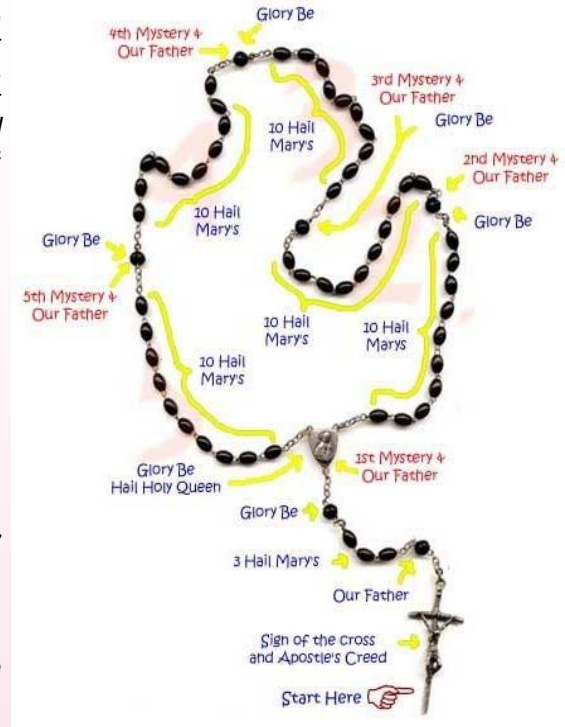 Glory Be
4th Mystery &
Our Father
3rd Mystery &
Our Father
Glory Be
10 Hail
Mary's
2nd Mystery &
Our Father
Glory Be
10 Hail
Mary's
Glory Be
5th Mystery &
Our Father
10 Hail
Mary's
10 Hail
Marys
10 Hail
Mary's
1st Mystery &
Our Father
Glory Be
Hail Holy Queen
Glory Be
3 Hail Mary's
Our Father
Sign of the Cross
and Apostle's Creed
Start Here